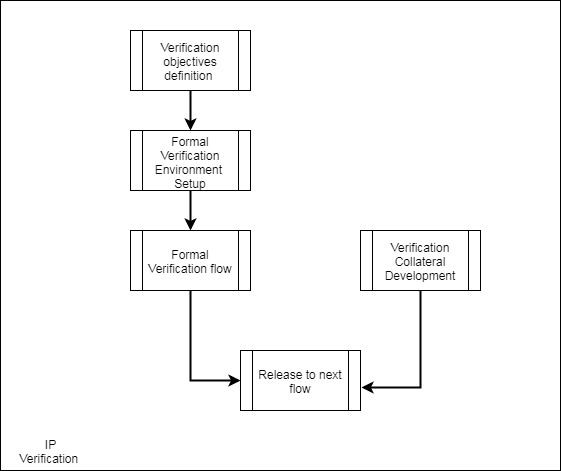 Verification
objectives
definition
Formal
Verification
Environment
Setup
Formal
Verification flow
Verification
Collateral
Development
Release to next
flow
IP
Verification